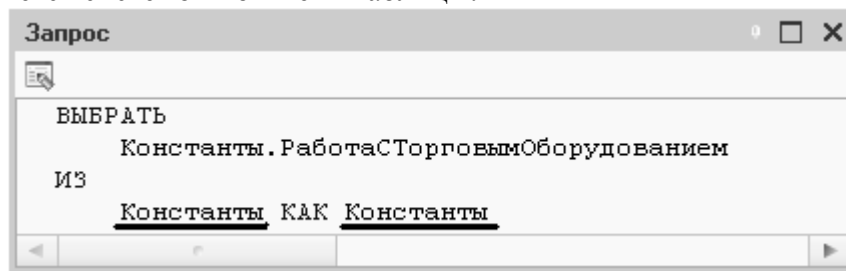 Запрос
ВЫБРАТЬ
Константы.РаботаСТорговымОборудованием
ИЗ
Константы КАК Константы